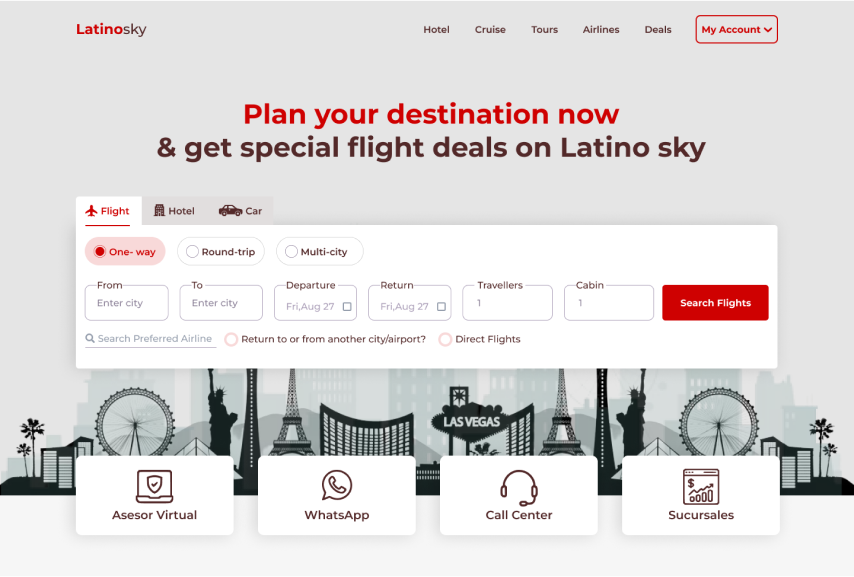 Latinosky
Hotel Cruise Tours Airlines Deals My Account
Plan your destination now
& get special flight deals on Latino sky
Flight Hotel Car
One- way Round-trip Multi-city
From To Departure Return Travellers Cabin
Enter city Enter city Fri,Aug 27 Fri,Aug 27 1 1 Search Flights
Search Preferred Airline Return to or from another city/airport? Direct Flights
LAS VEGAS
Asesor Virtual WhatsApp Call Center Sucursales